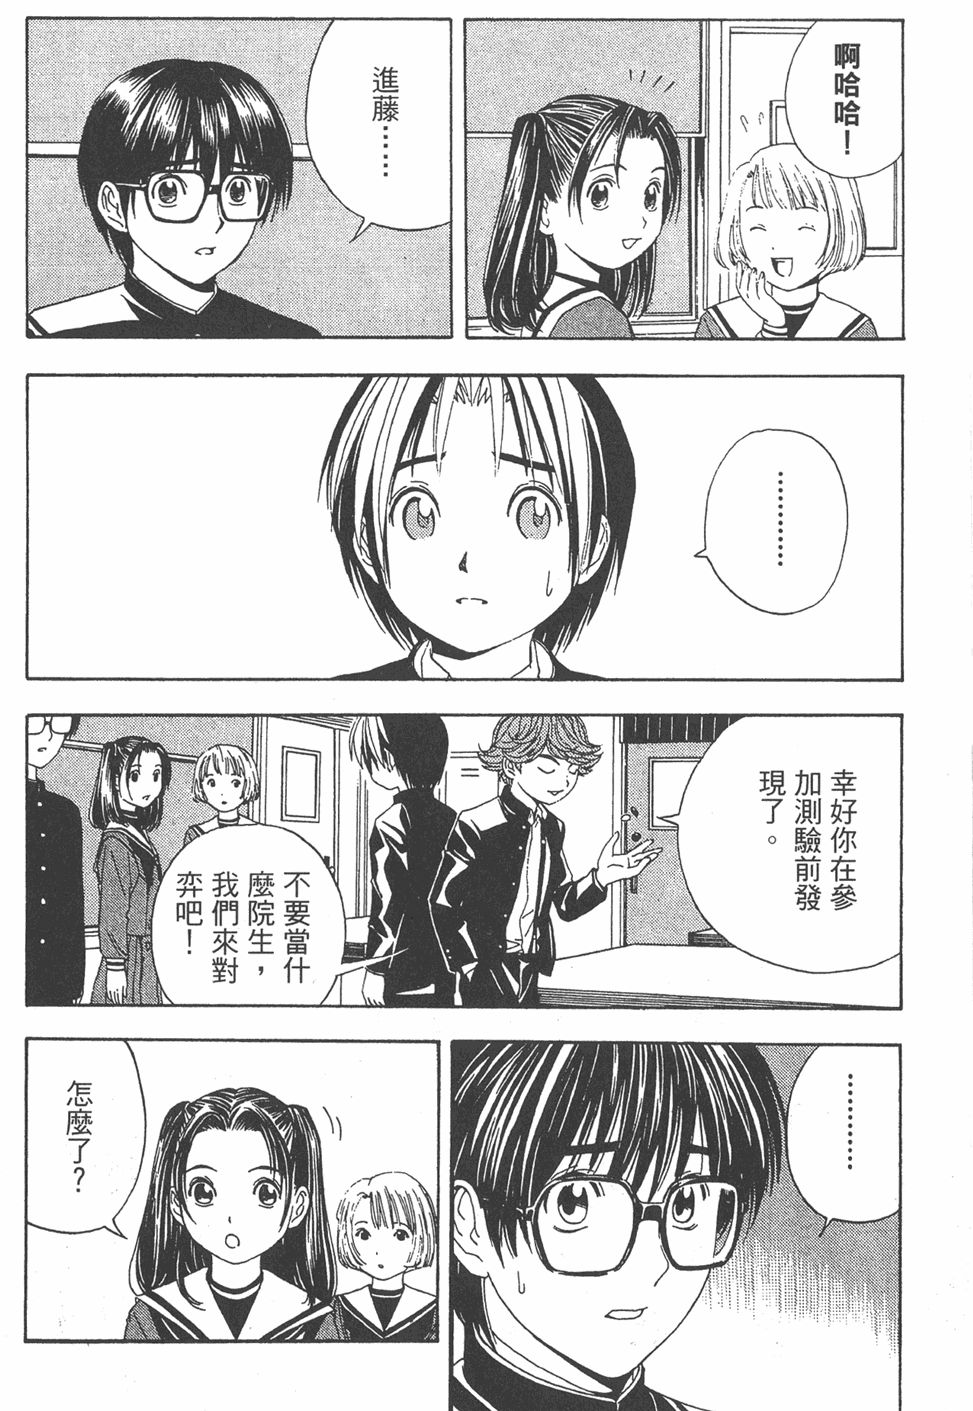 啊哈哈！
進藤……
…………
幸好你在參
加測驗前發
現了。
不要當什
麼院生，
我們來對
弈吧！
…………
怎麼了？